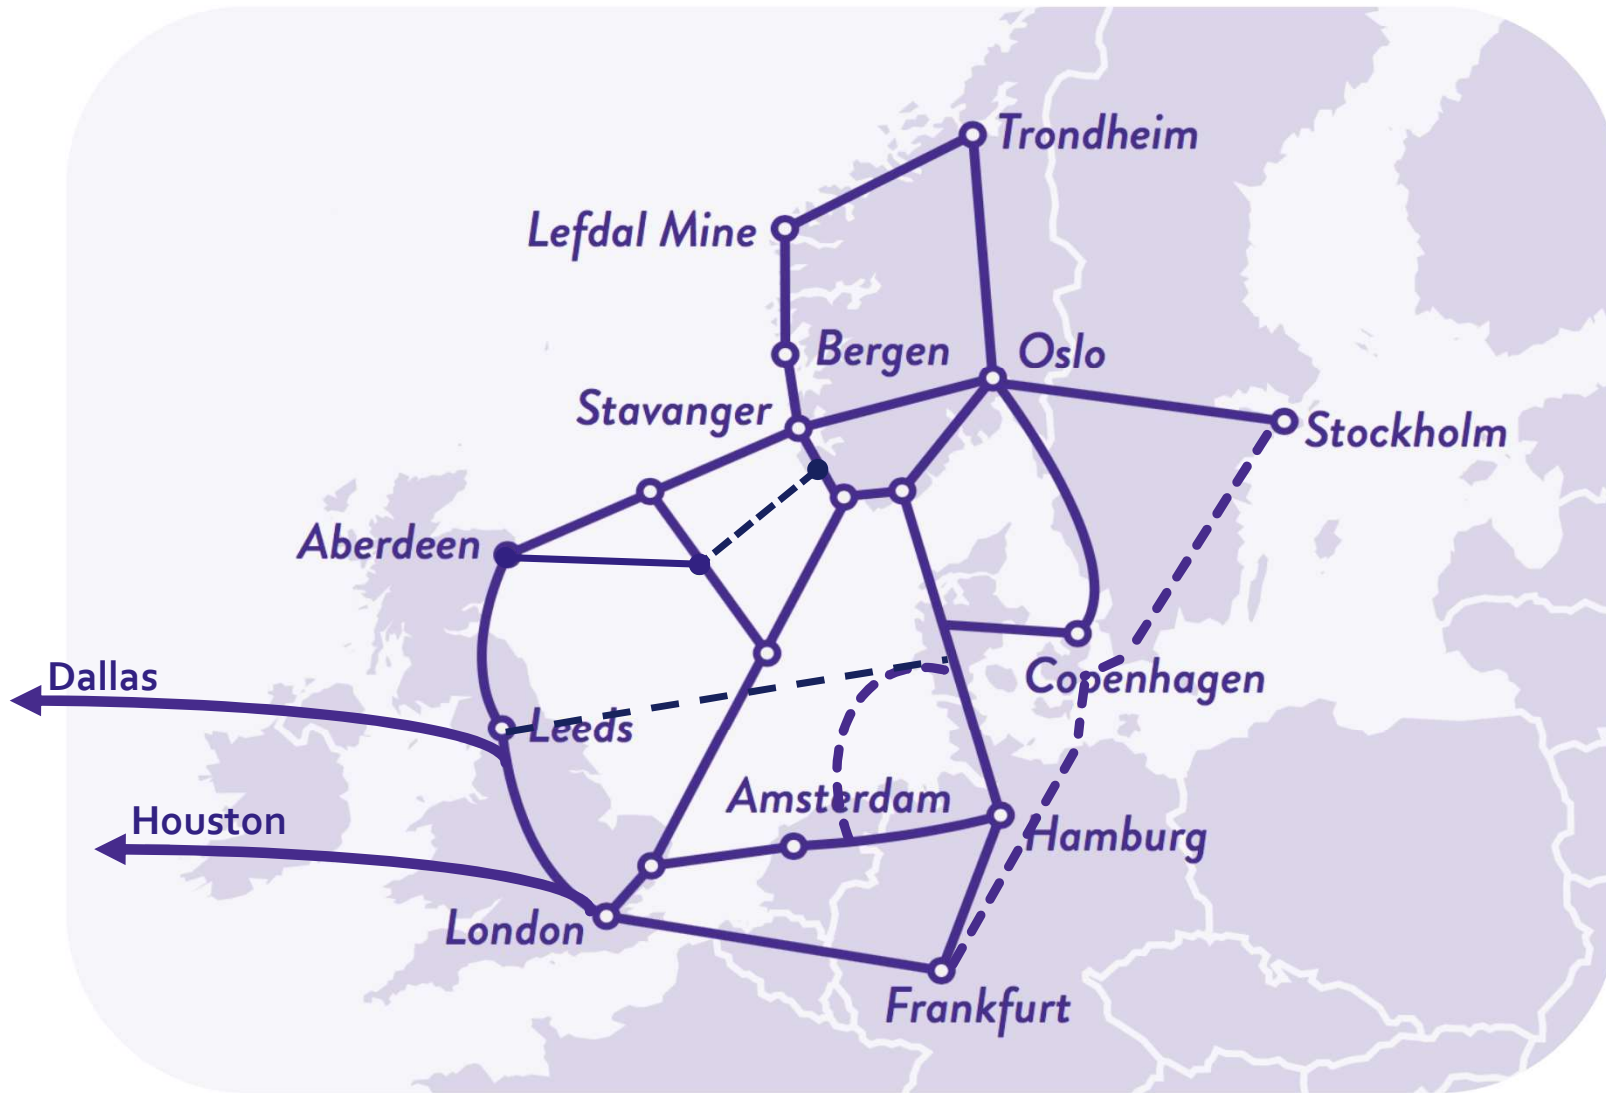 Trondheim
Lefdal Mine
Bergen
Oslo
Stavanger
Stockholm
Aberdeen
Dallas
Copenhagen
Leeds
Amsterdam
Houston
Hamburg
London
Frankfurt